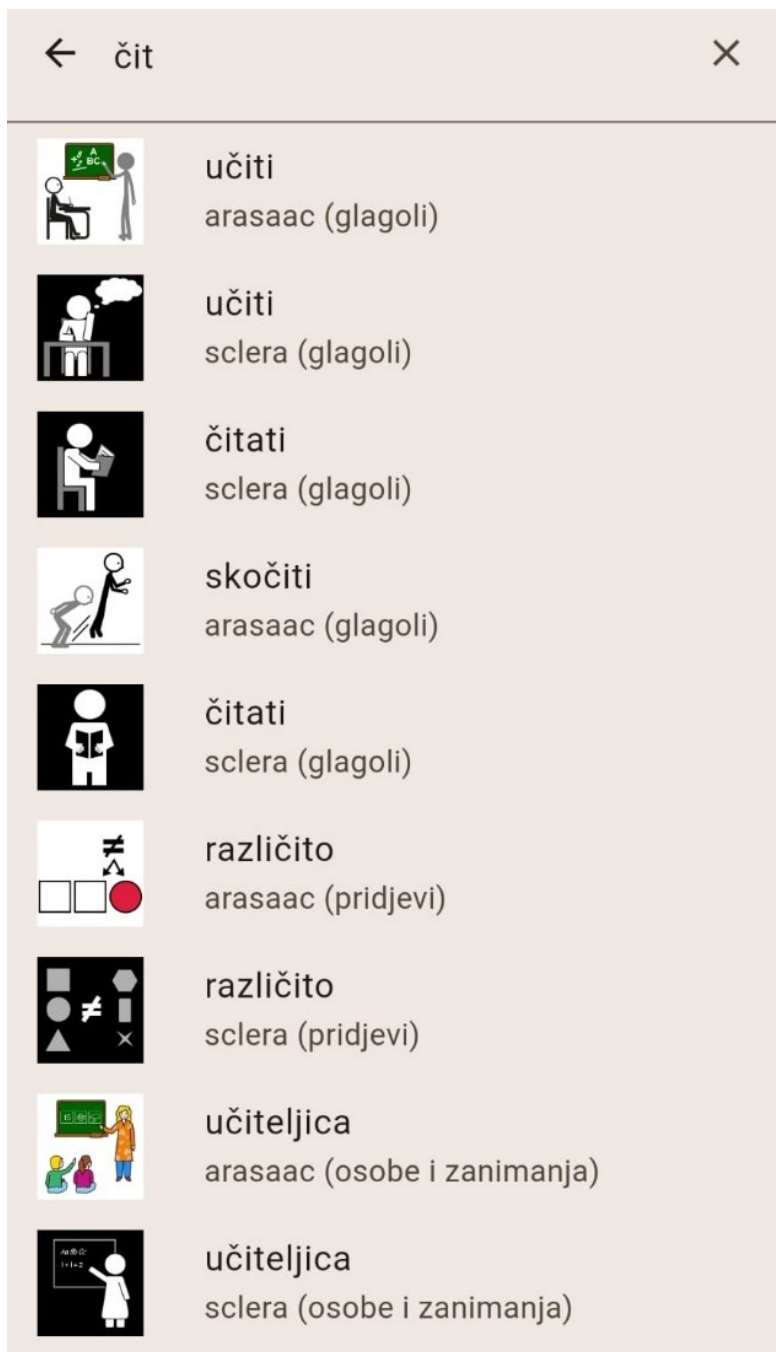 čit
učiti
arasaac (glagoli)
učiti
sclera (glagoli)
čitati
sclera (glagoli)
skočiti
arasaac (glagoli)
čitati
sclera (glagoli)
različito
arasaac (pridjevi)
različito
sclera (pridjevi)
učiteljica
arasaac (osobe i zanimanja)
učiteljica
sclera (osobe i zanimanja)